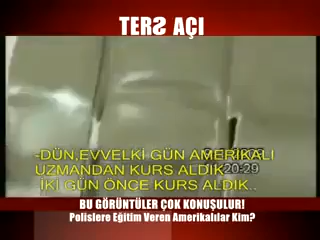 TERS AÇI
-DÜN,EVVELKİ GÜN AMERİKALI
UZMANDAN KURS ALDIK
20:29
İKİ GÜN ÖNCE KURS ALDIK..
BU GÖRÜNTÜLER ÇOK KONUŞULUR!
Polislere Eğitim Veren Amerikalılar Kim?